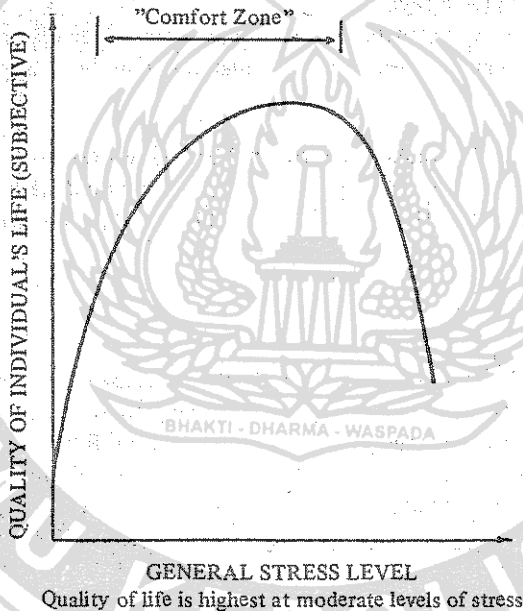 "Comfort Zone"
QUALITY OF INDIVIDUAL'S LIFE (SUBJECTIVE)
BHAKTI - DHARMA - WASPADA
GENERAL STRESS LEVEL
Quality of life is highest at moderate levels of stress